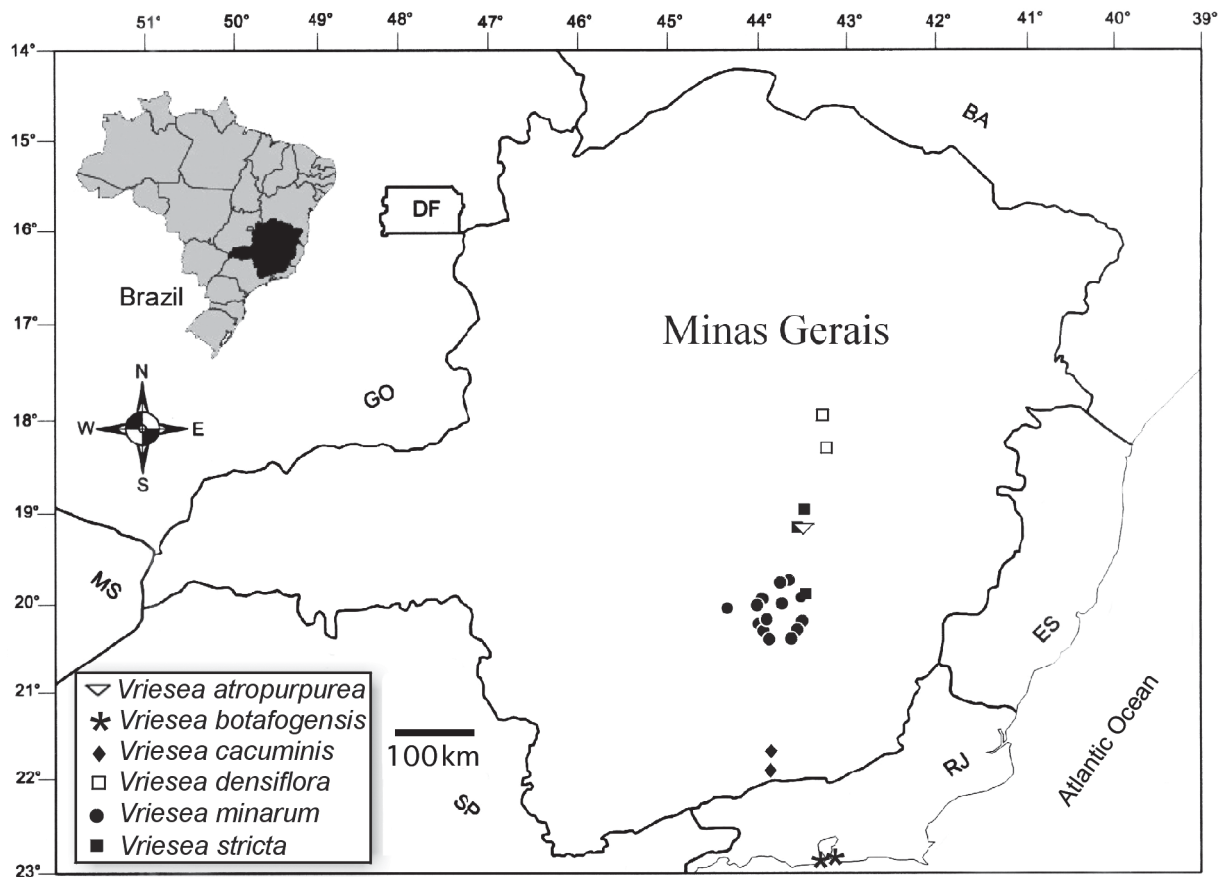 51° 50° 49° 48° 47° 46° 45° 44° 43° 42° 41° 40° 39°
14°
15°
16°
17°
18°
19°
20°
21°
22°
23°
BA
DF
Brazil
Minas Gerais
N
W E
S
GO
MS
ES
Vriesea atropurpurea
Vriesea botafogensis
Vriesea cacuminis
Vriesea densiflora
Vriesea minarum
Vriesea stricta
100 km
SP
RJ
Atlantic Ocean